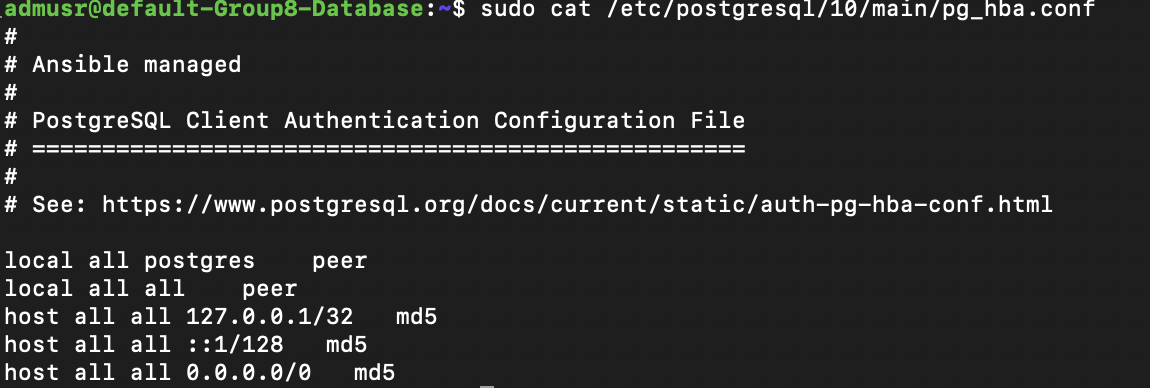 admusr@default-Group8-Database:~$ sudo cat /etc/postgresql/10/main/pg_hba.conf
#
# Ansible managed
#
# PostgreSQL Client Authentication Configuration File
# ===================================================
#
# See: https://www.postgresql.org/docs/current/static/auth-pg-hba-conf.html

local all postgres    peer
local all all    peer
host all all 127.0.0.1/32   md5
host all all ::1/128   md5
host all all 0.0.0.0/0   md5